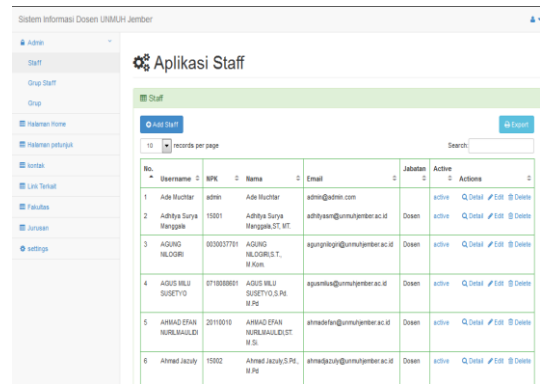 Sistem Informasi Dosen UNMUH Jember
Admin
Staff
Grup Staff
Grup
Halaman Home
Halaman petunjuk
kontak
Link Terkait
Fakultas
Jurusan
settings
Aplikasi Staff
Staff
Add Staff
Export
10 records per page
Search:
No. Username NPK Nama Email Jabatan Active Actions
1 Ade Muchtar admin Ade Muchtar admin@admin.com active Detail Edit Delete
2 Adhitya Surya 15001 Adhitya Surya adhityasm@unmuhjember.ac.id Dosen active Detail Edit Delete
Manggala Manggala,ST, MT.
3 AGUNG 0030037701 AGUNG agungnilogiri@unmuhjember.ac.id Dosen active Detail Edit Delete
NILOGIRI NILOGIRI,S.T.,
M.Kom.
4 AGUS MILU 0718088601 AGUS MILU agusmilus@unmuhjember.ac.id Dosen active Detail Edit Delete
SUSETYO SUSETYO,S.Pd.
M.Pd
5 AHMAD EFAN 20110010 AHMAD EFAN ahmadefan@unmuhjember.ac.id Dosen active Detail Edit Delete
NURILMAULIDI NURILMAULIDI,ST.
M.Si.
6 Ahmad Jazuly 15002 Ahmad Jazuly,S.Pd., ahmadjazuly@unmuhjember.ac.id Dosen active Detail Edit Delete
M.Pd